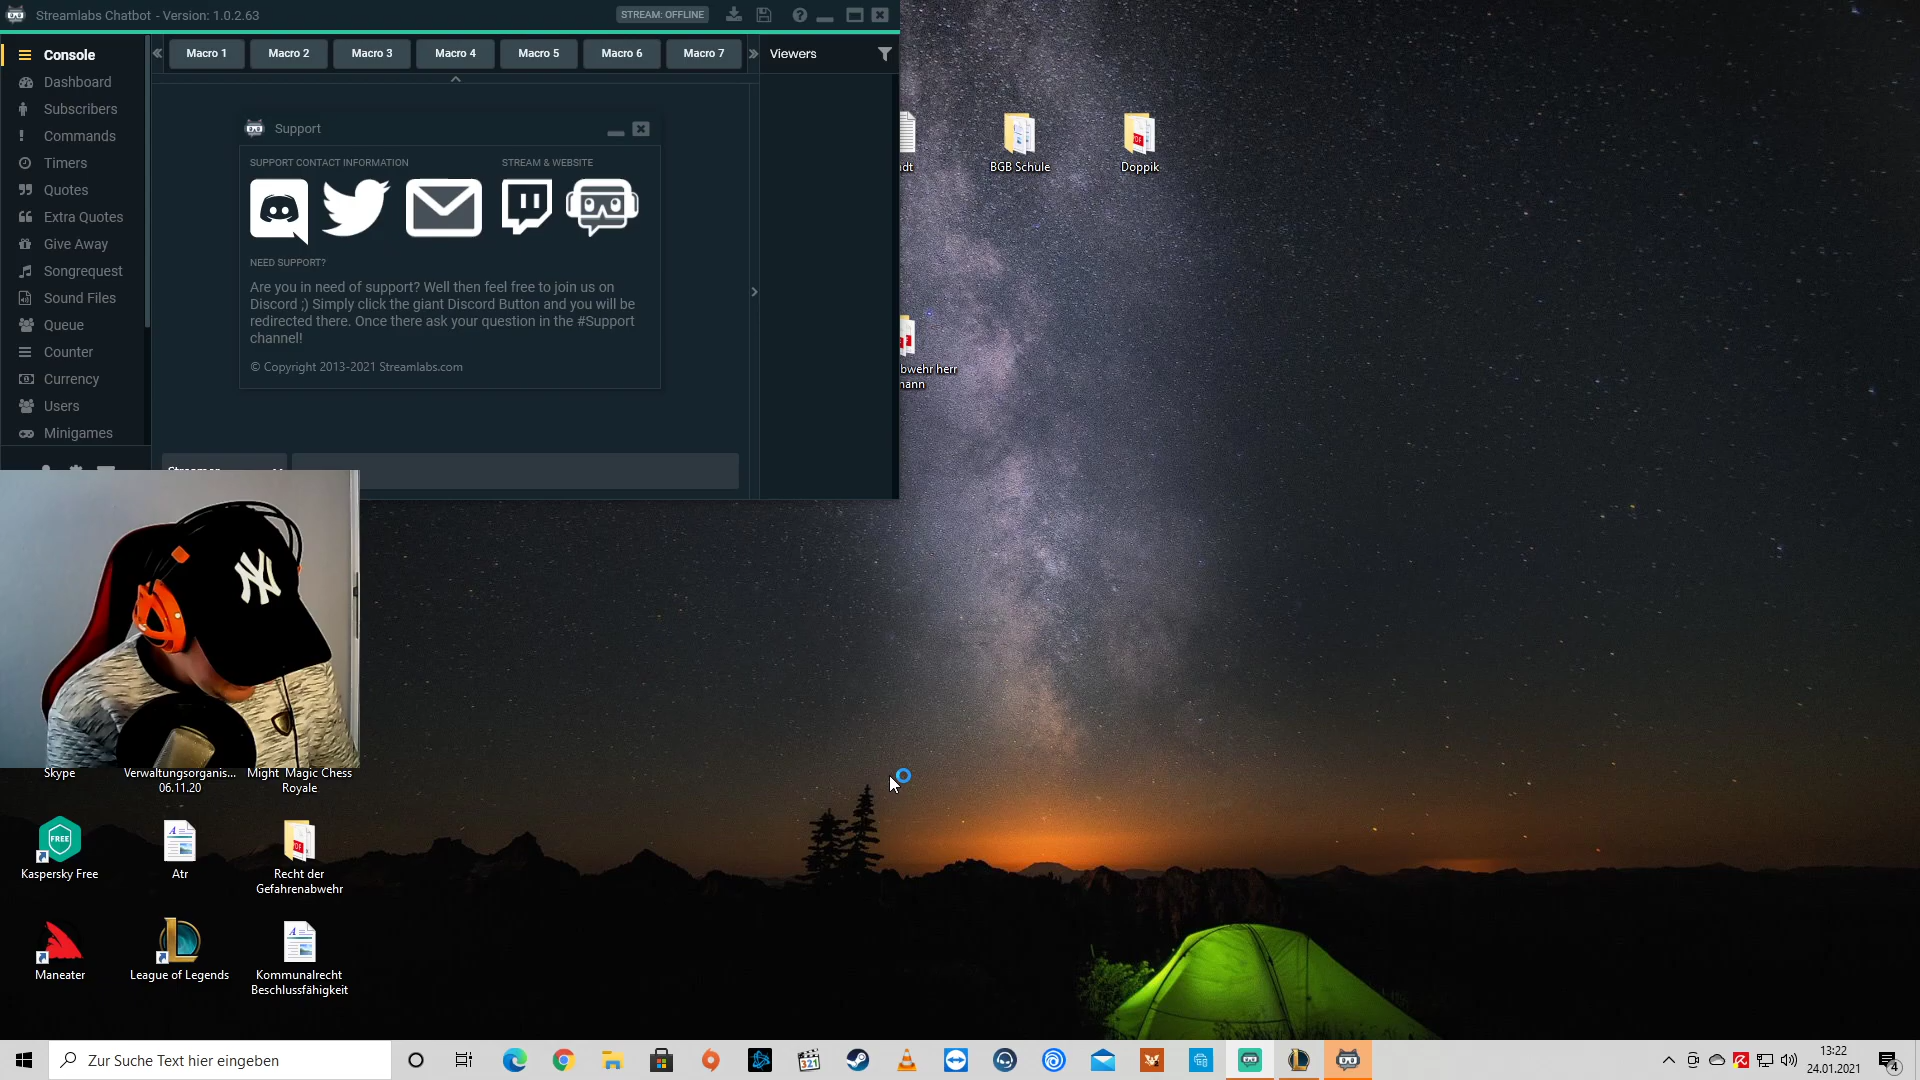 Streamlabs Chatbot - Version: 1.0.2.63
STREAM: OFFLINE
Console
Dashboard
Subscribers
Commands
Timers
Quotes
Extra Quotes
Give Away
Songrequest
Sound Files
Queue
Counter
Currency
Users
Minigames
Macro 1
Macro 2
Macro 3
Macro 4
Macro 5
Macro 6
Macro 7
Viewers
Support
SUPPORT CONTACT INFORMATION
STREAM & WEBSITE
NEED SUPPORT?
Are you in need of support? Well then feel free to join us on
Discord ;) Simply click the giant Discord Button and you will be
redirected there. Once there ask your question in the #Support
channel!
© Copyright 2013-2021 Streamlabs.com
BGB Schule
Doppik
bwehr herr
NY
Skype
Verwaltungsorganis...
06.11.20
Might Magic Chess
Royale
FREE
Kaspersky Free
Atr
Recht der
Gefahrenabwehr
Maneater
League of Legends
Kommunalrecht
Beschlussfähigkeit
Zur Suche Text hier eingeben
321
13:22
24.01.2021
4